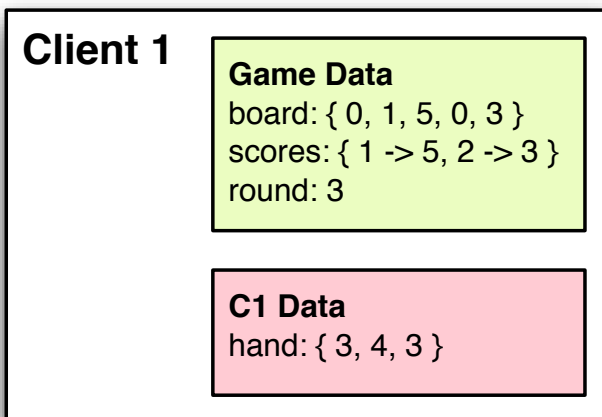 Client 1
Game Data
board: { 0, 1, 5, 0, 3 }
scores: { 1 -> 5, 2 -> 3 }
round: 3
C1 Data
hand: { 3, 4, 3 }